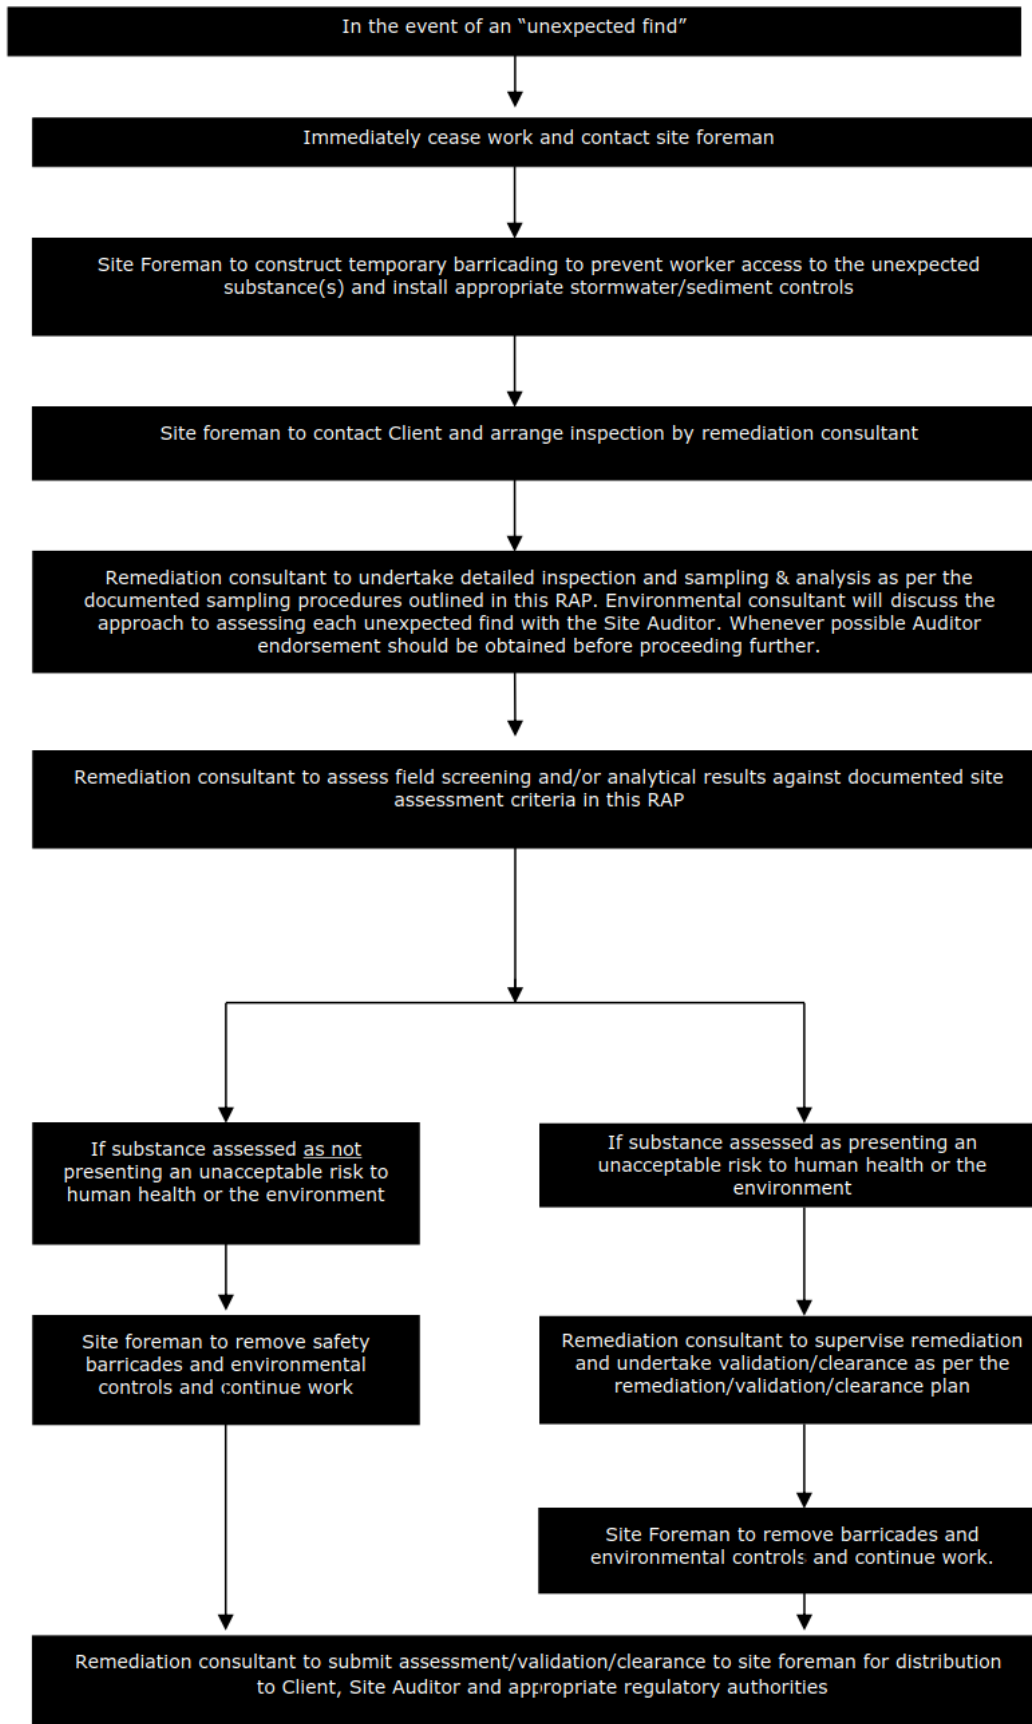 In the event of an “unexpected find”
Immediately cease work and contact site foreman
Site Foreman to construct temporary barricading to prevent worker access to the unexpected
substance(s) and install appropriate stormwater/sediment controls
Site foreman to contact Client and arrange inspection by remediation consultant
Remediation consultant to undertake detailed inspection and sampling & analysis as per the
documented sampling procedures outlined in this RAP. Environmental consultant will discuss the
approach to assessing each unexpected find with the Site Auditor. Whenever possible Auditor
endorsement should be obtained before proceeding further.
Remediation consultant to assess field screening and/or analytical results against documented site
assessment criteria in this RAP
If substance assessed as not
presenting an unacceptable risk to
human health or the environment
If substance assessed as presenting an
unacceptable risk to human health or the
environment
Site foreman to remove safety
barricades and environmental
controls and continue work
Remediation consultant to supervise remediation
and undertake validation/clearance as per the
remediation/validation/clearance plan
Site Foreman to remove barricades and
environmental controls and continue work.
Remediation consultant to submit assessment/validation/clearance to site foreman for distribution
to Client, Site Auditor and appropriate regulatory authorities